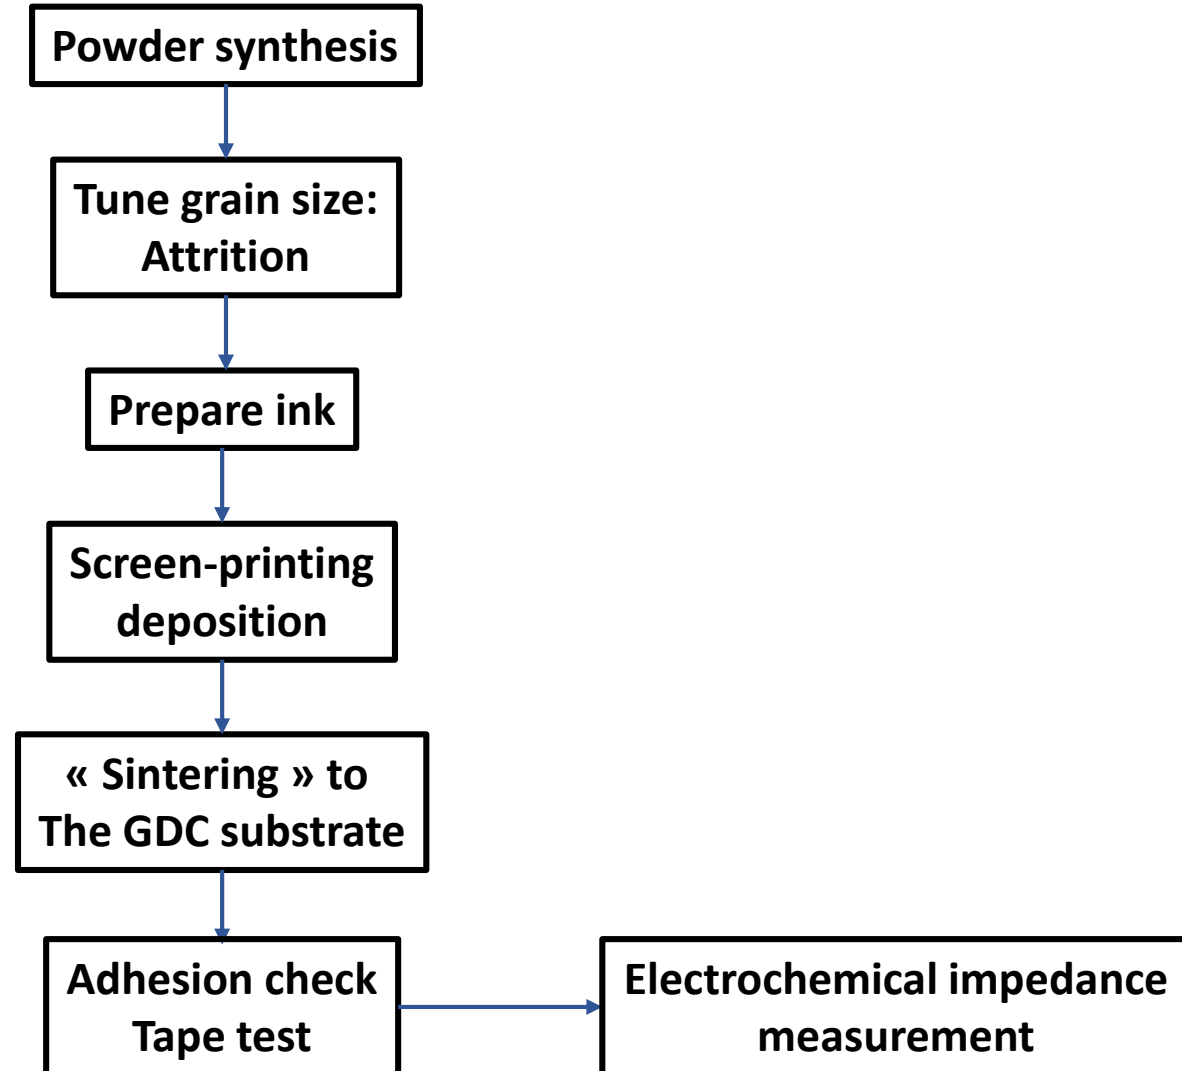 Powder synthesis
Tune grain size:
Attrition
Prepare ink
Screen-printing
deposition
« Sintering » to
The GDC substrate
Adhesion check
Tape test
Electrochemical impedance
measurement